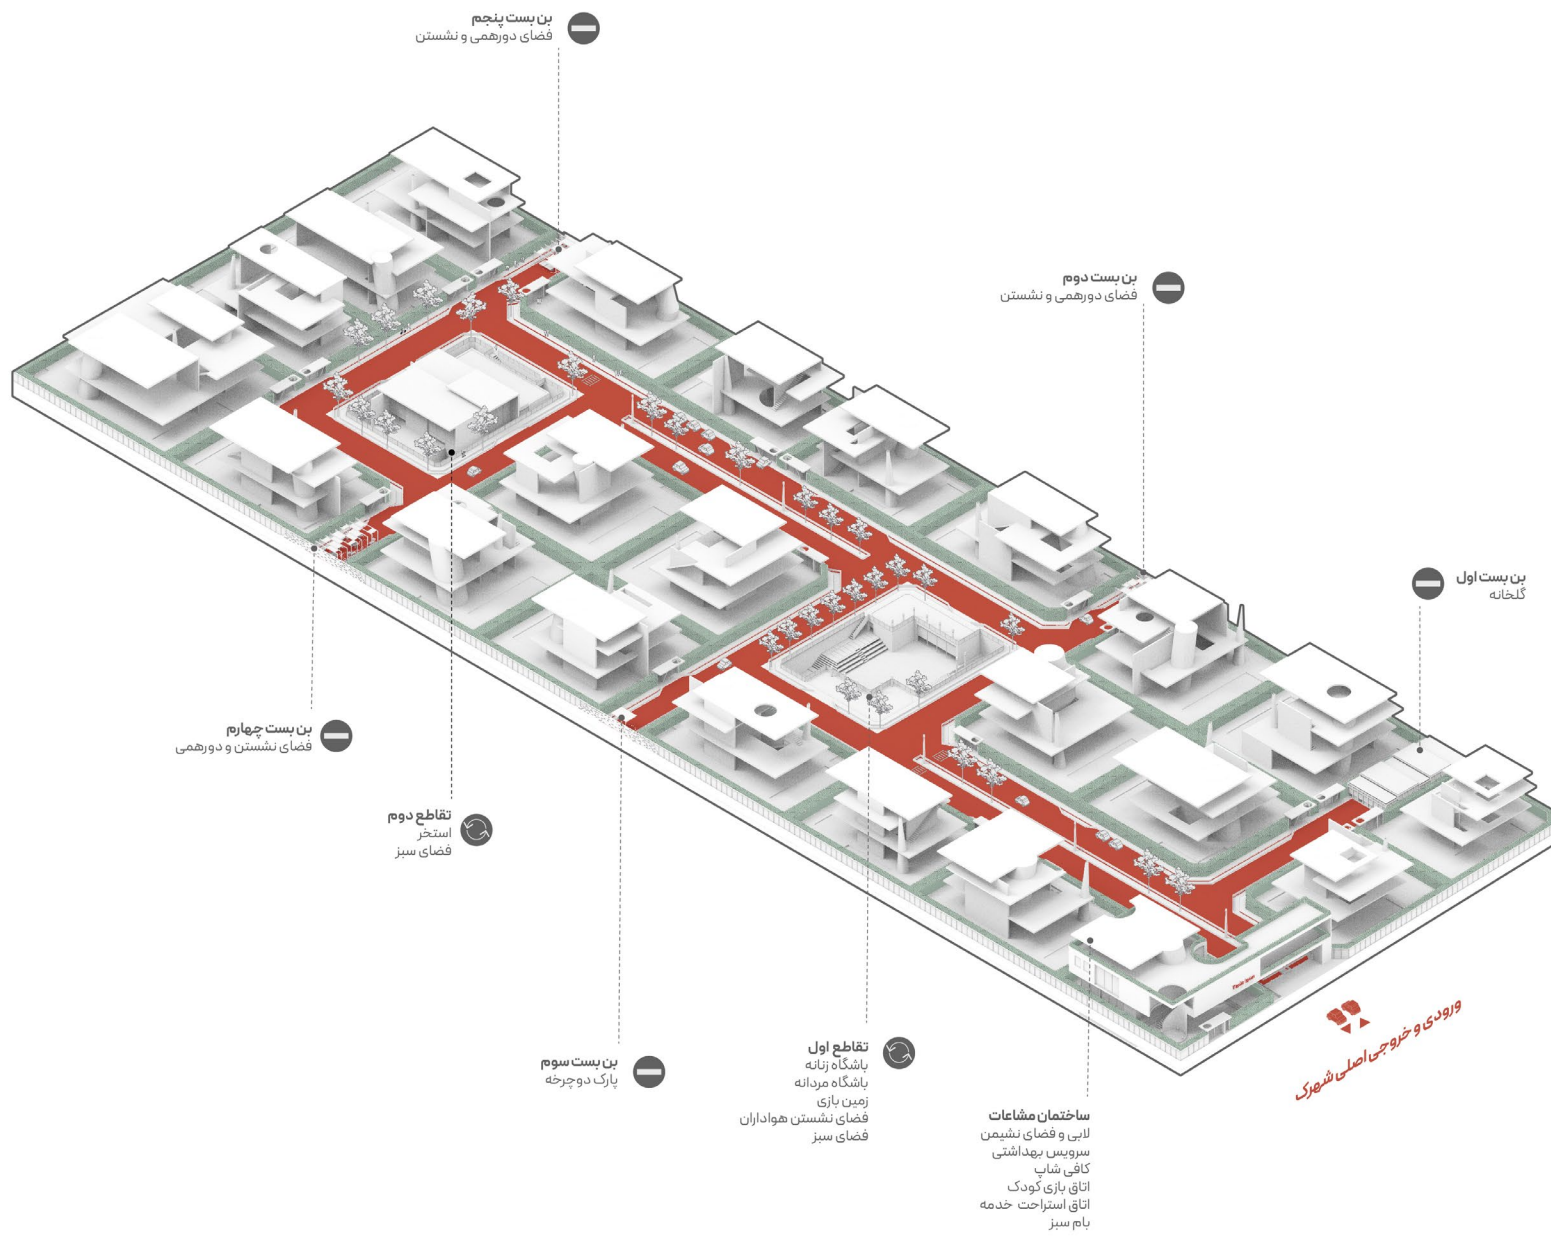 بن بست پنجم
فضای دورهمی و نشستن
بن بست دوم
فضای دورهمی و نشستن
بن بست اول
گلخانه
بن بست چهارم
فضای نشستن و دورهمی
تقاطع دوم
استخر
فضای سبز
بن بست سوم
پارک دوچرخه
تقاطع اول
باشگاه زنانه
باشگاه مردانه
زمین بازی
فضای نشستن هواداران
فضای سبز
ساختمان مشاعات
لابی و فضای نشیمن
سرویس بهداشتی
کافی شاپ
اتاق بازی کودک
اتاق استراحت خدمه
بام سبز
ورودی و خروجی اصلی شهرک